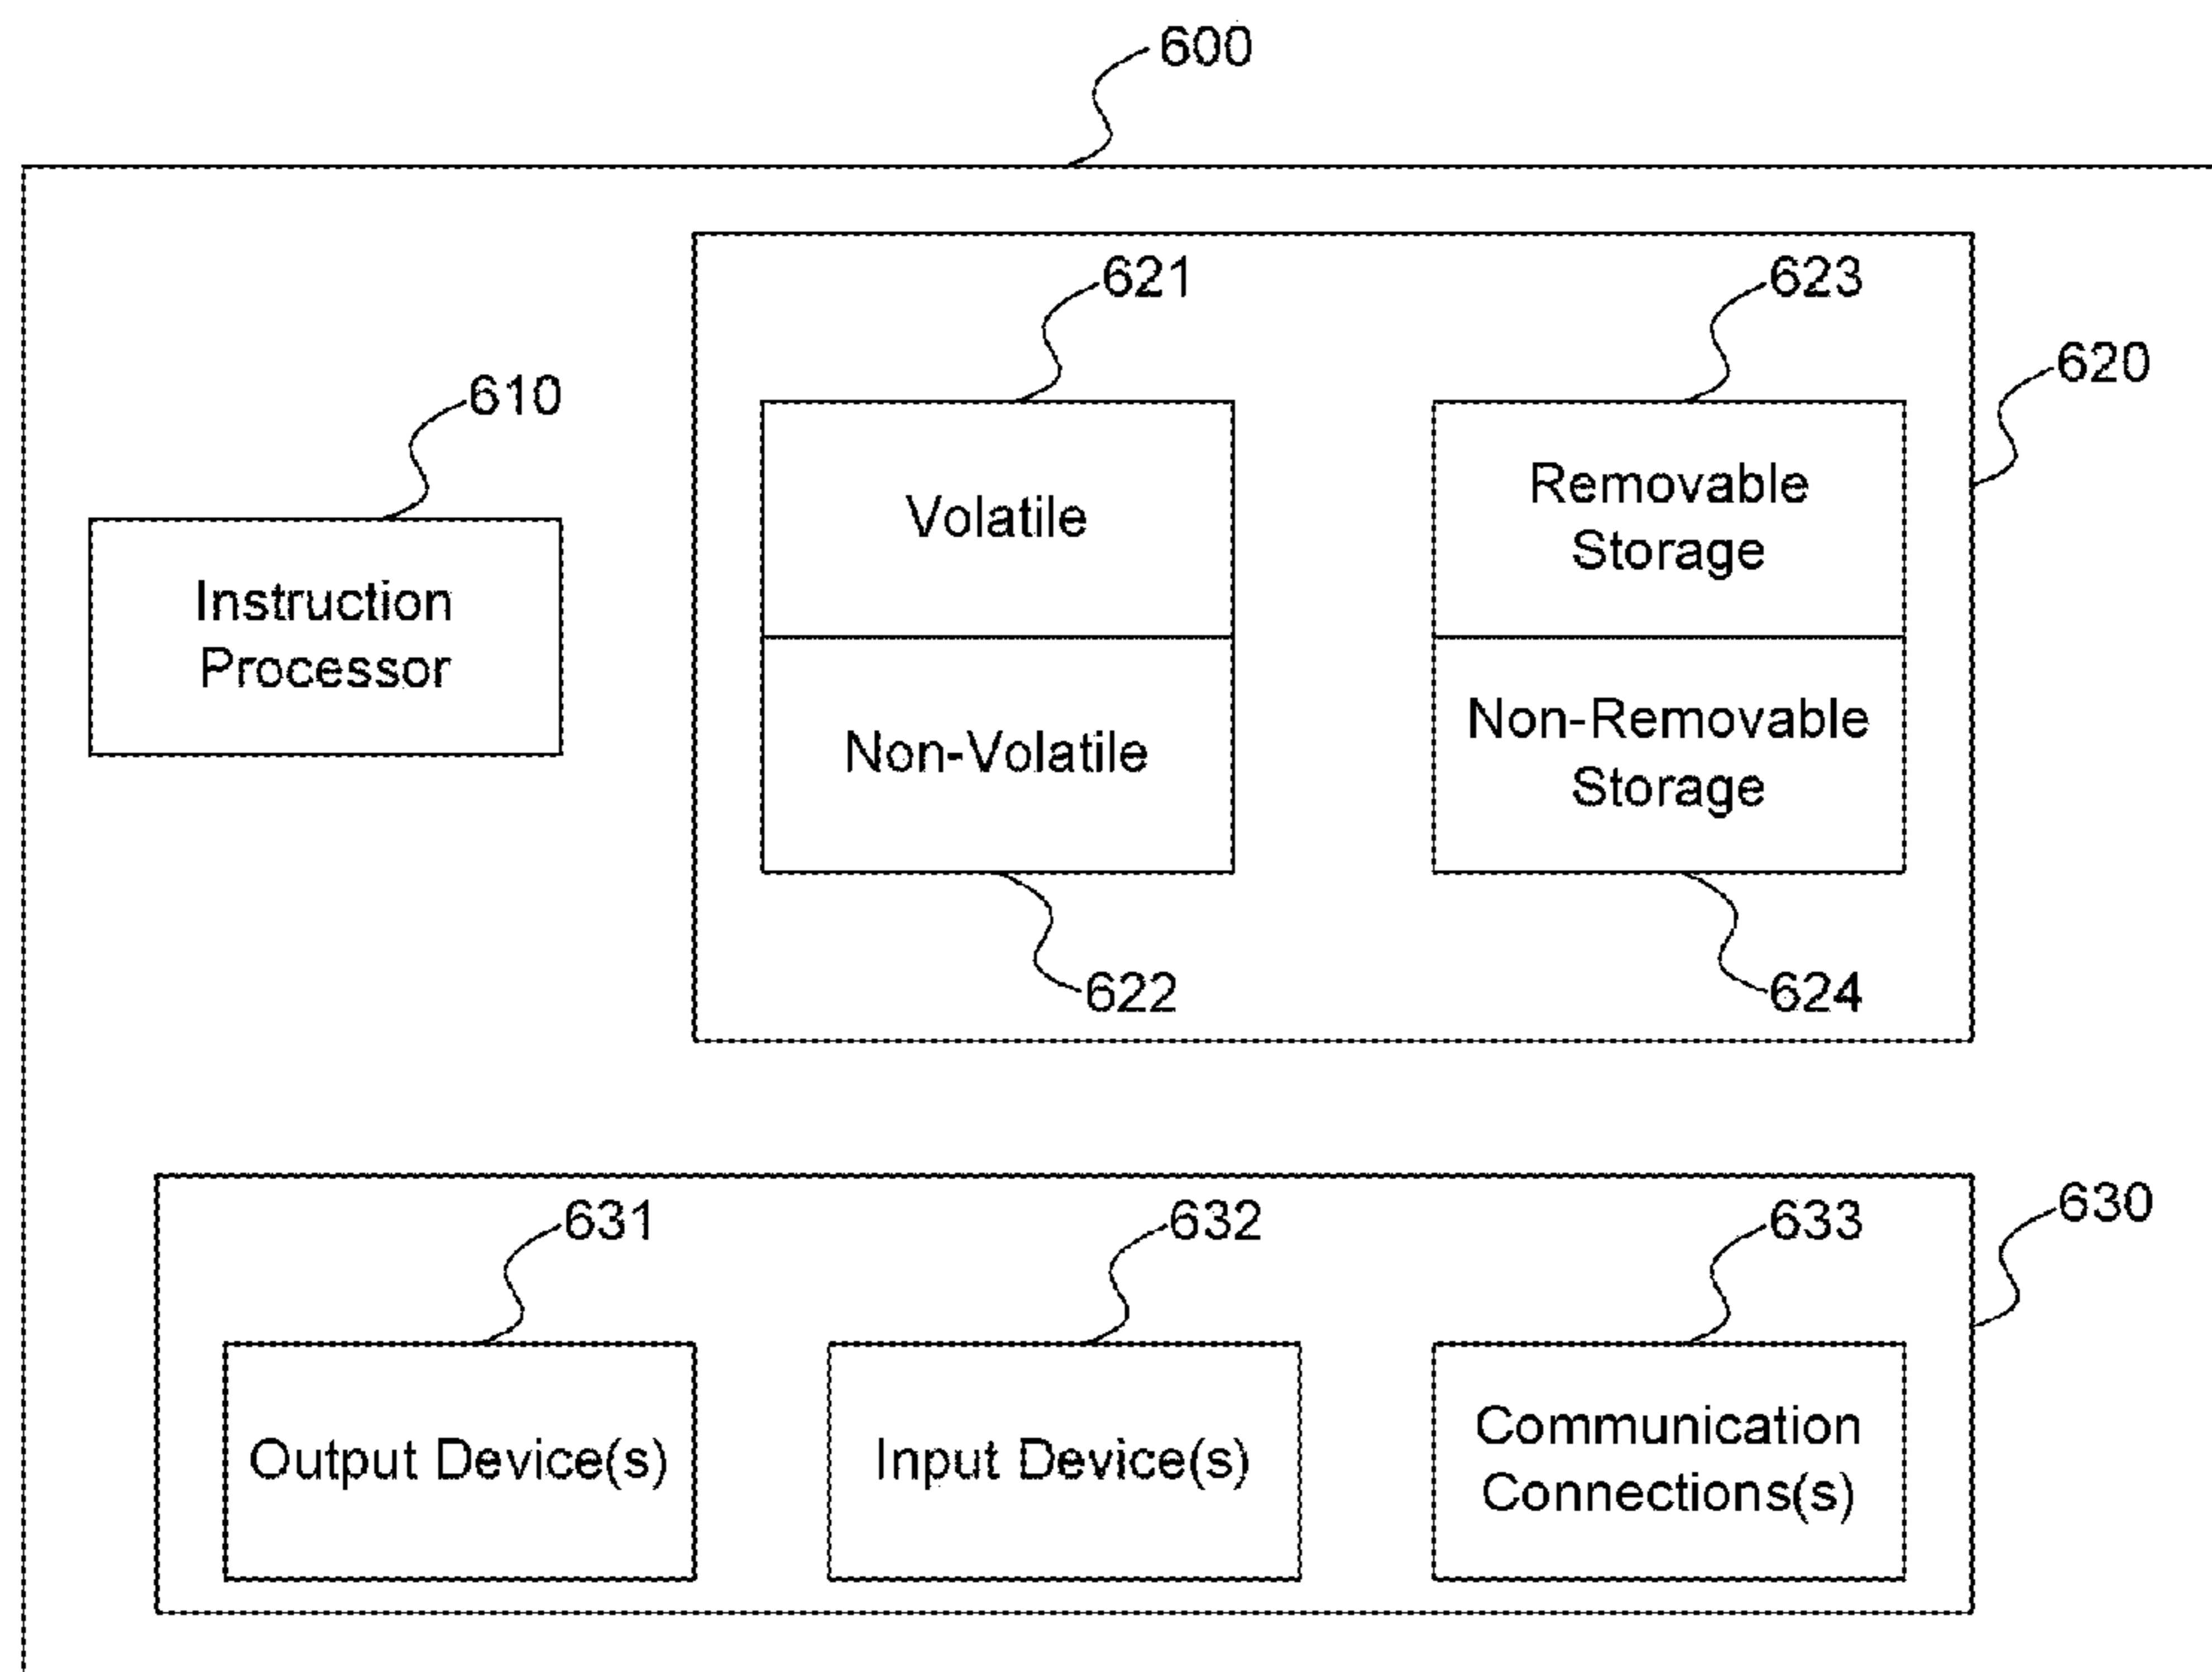 600
621
623
620
610
Volatile
Removable
Storage
Instruction
Processor
Non-Volatile
Non-Removable
Storage
622
624
630
631
632
633
Output Device(s)
Input Device(s)
Communication
Connections(s)